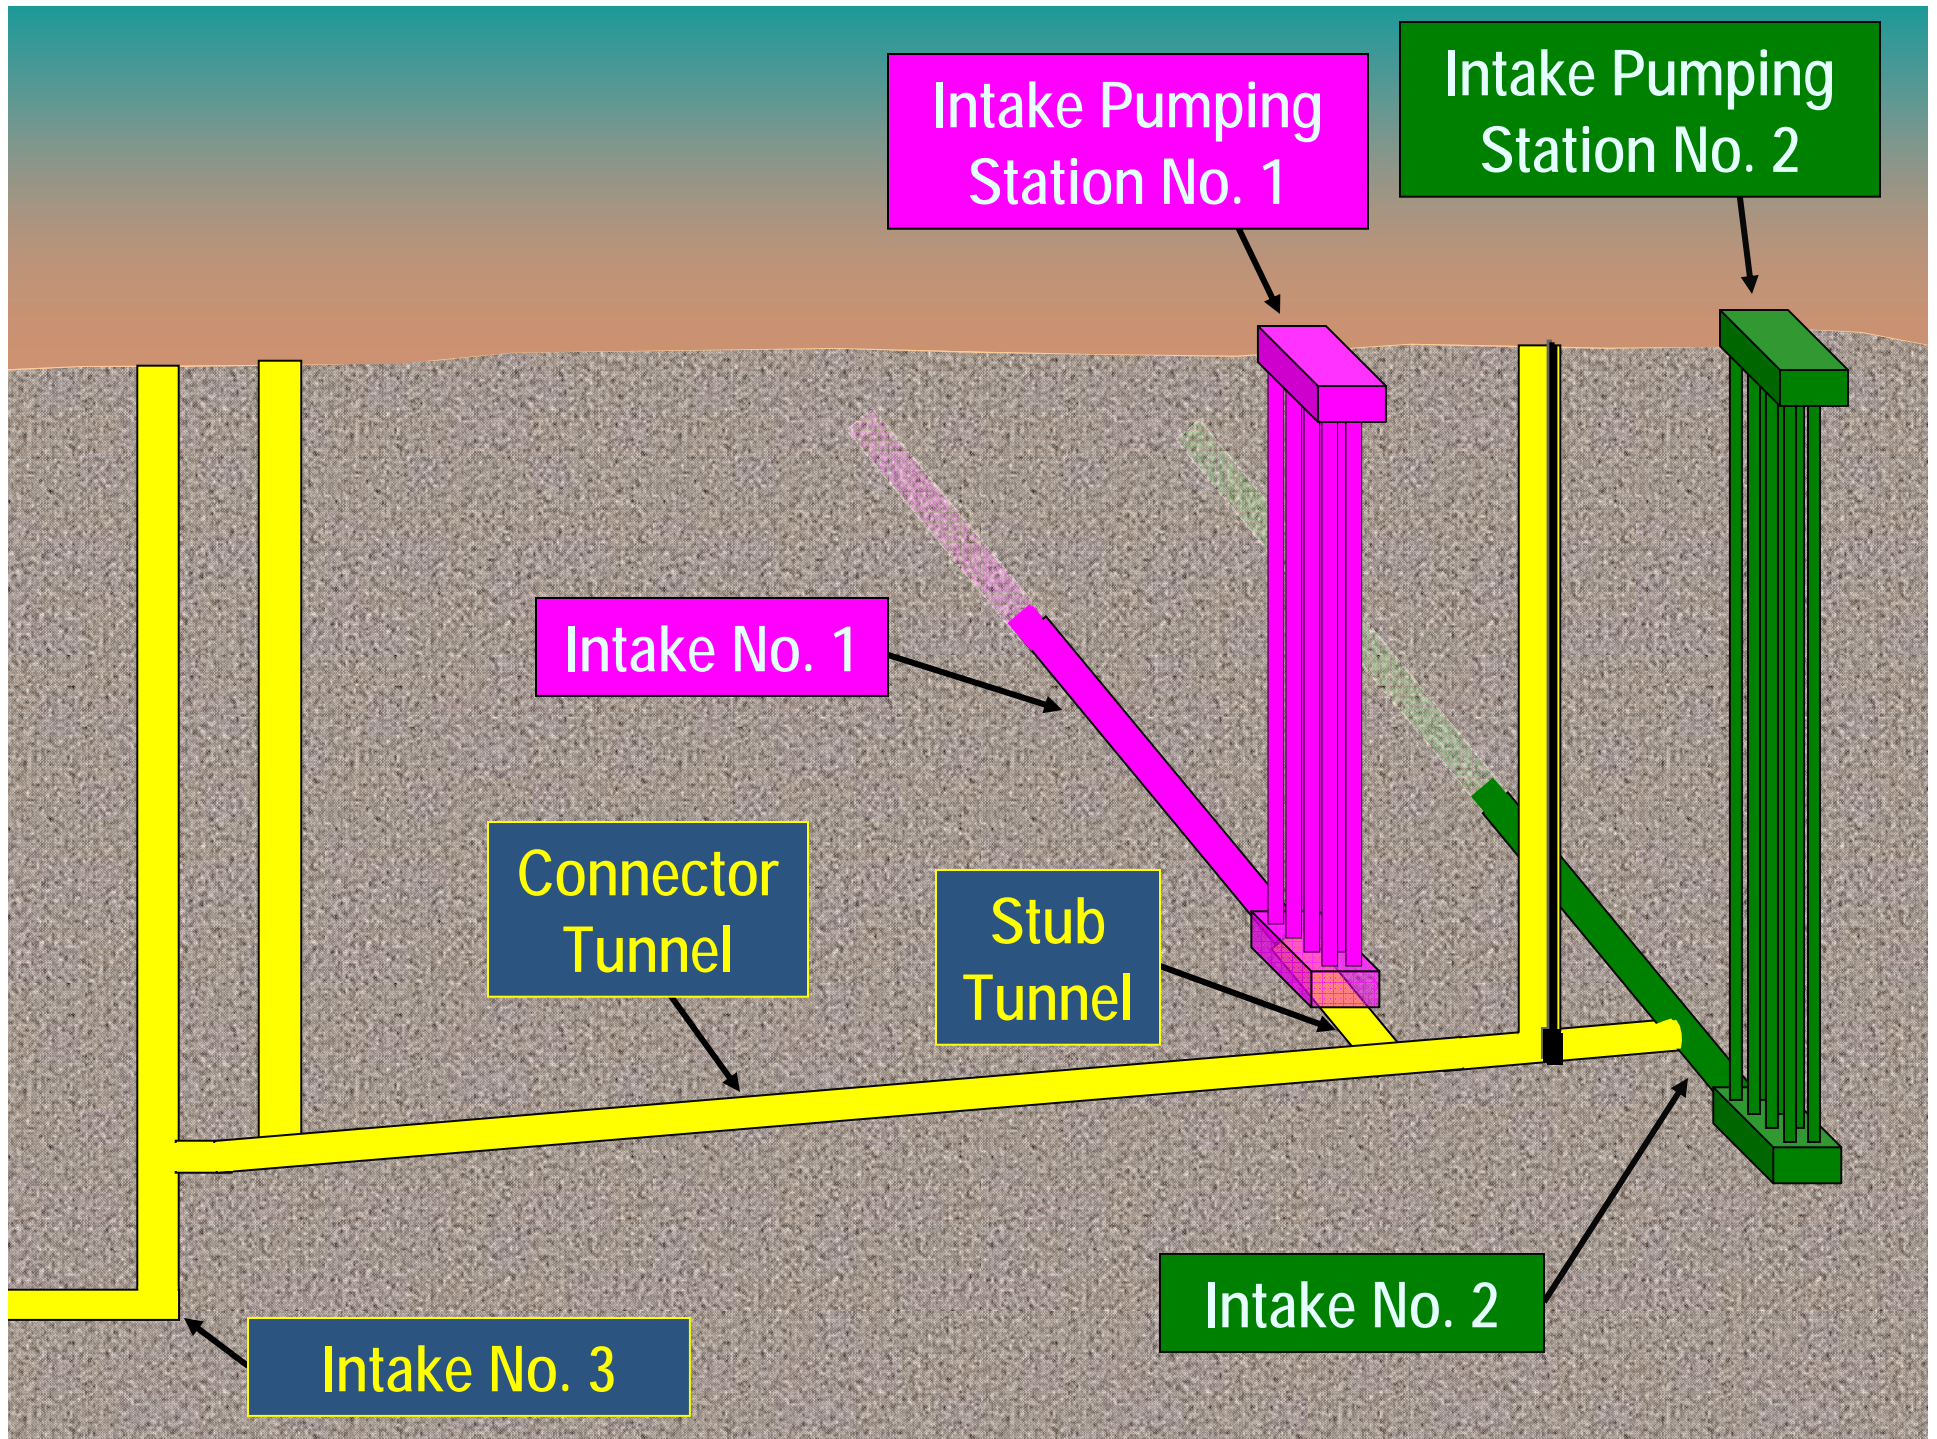 Intake Pumping
Station No. 1
Intake Pumping
Station No. 2
Intake No. 1
Connector
Tunnel
Stub
Tunnel
Intake No. 2
Intake No. 3